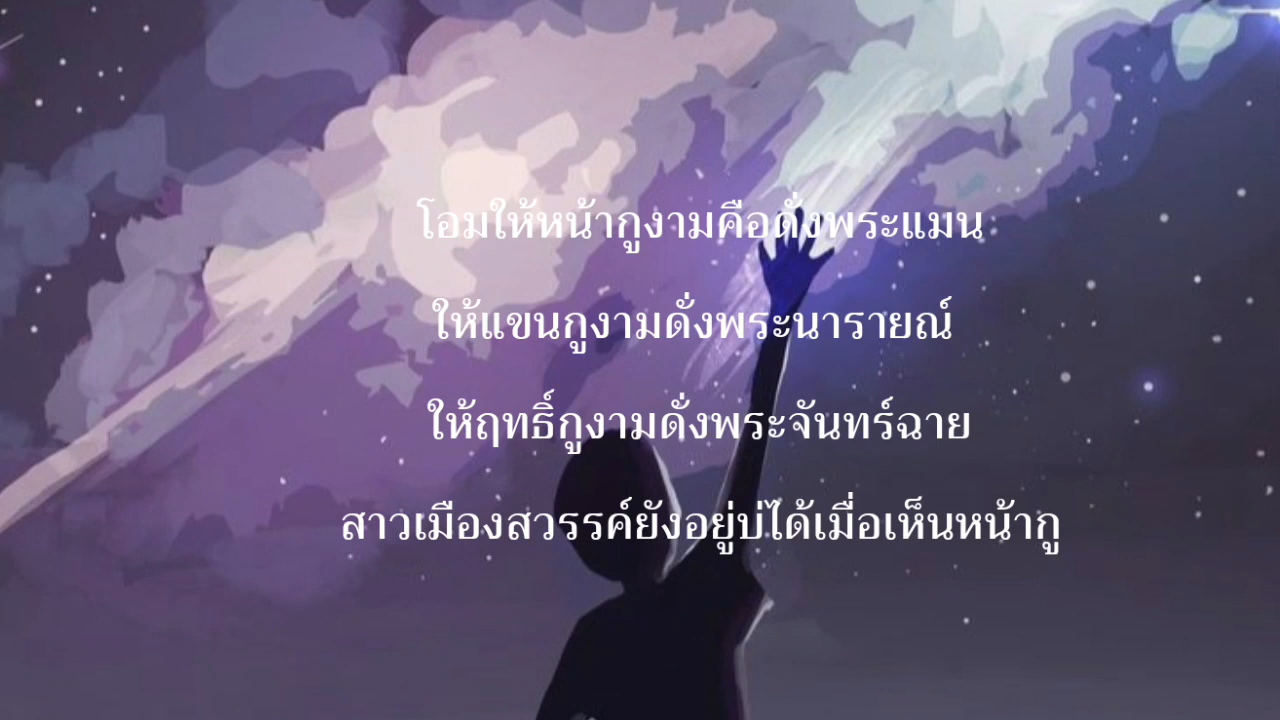 โอมให้หน้ากูงามคือดั่งพระแมน
ให้แขนกูงามดั่งพระนารายณ์
ให้ฤทธิ์กูงามดั่งพระจันทร์ฉาย
สาวเมืองสวรรค์ยังอยู่บ่ได้เมื่อเห็นหน้ากู